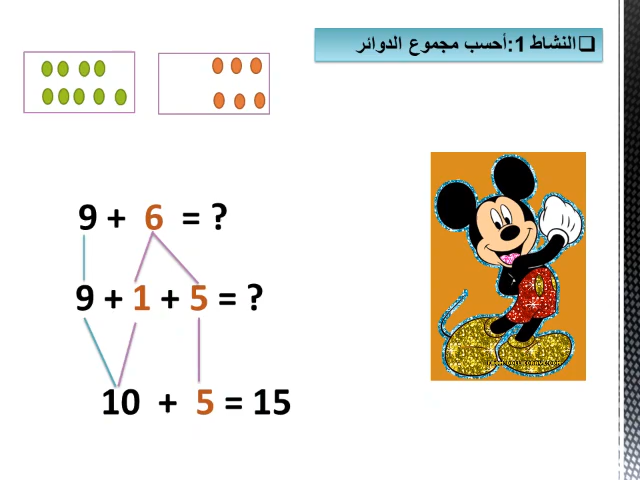 ❑النشاط 1:أحسب مجموع الدوائر
9 + 6 = ?
9 + 1 + 5 = ?
10 + 5 = 15